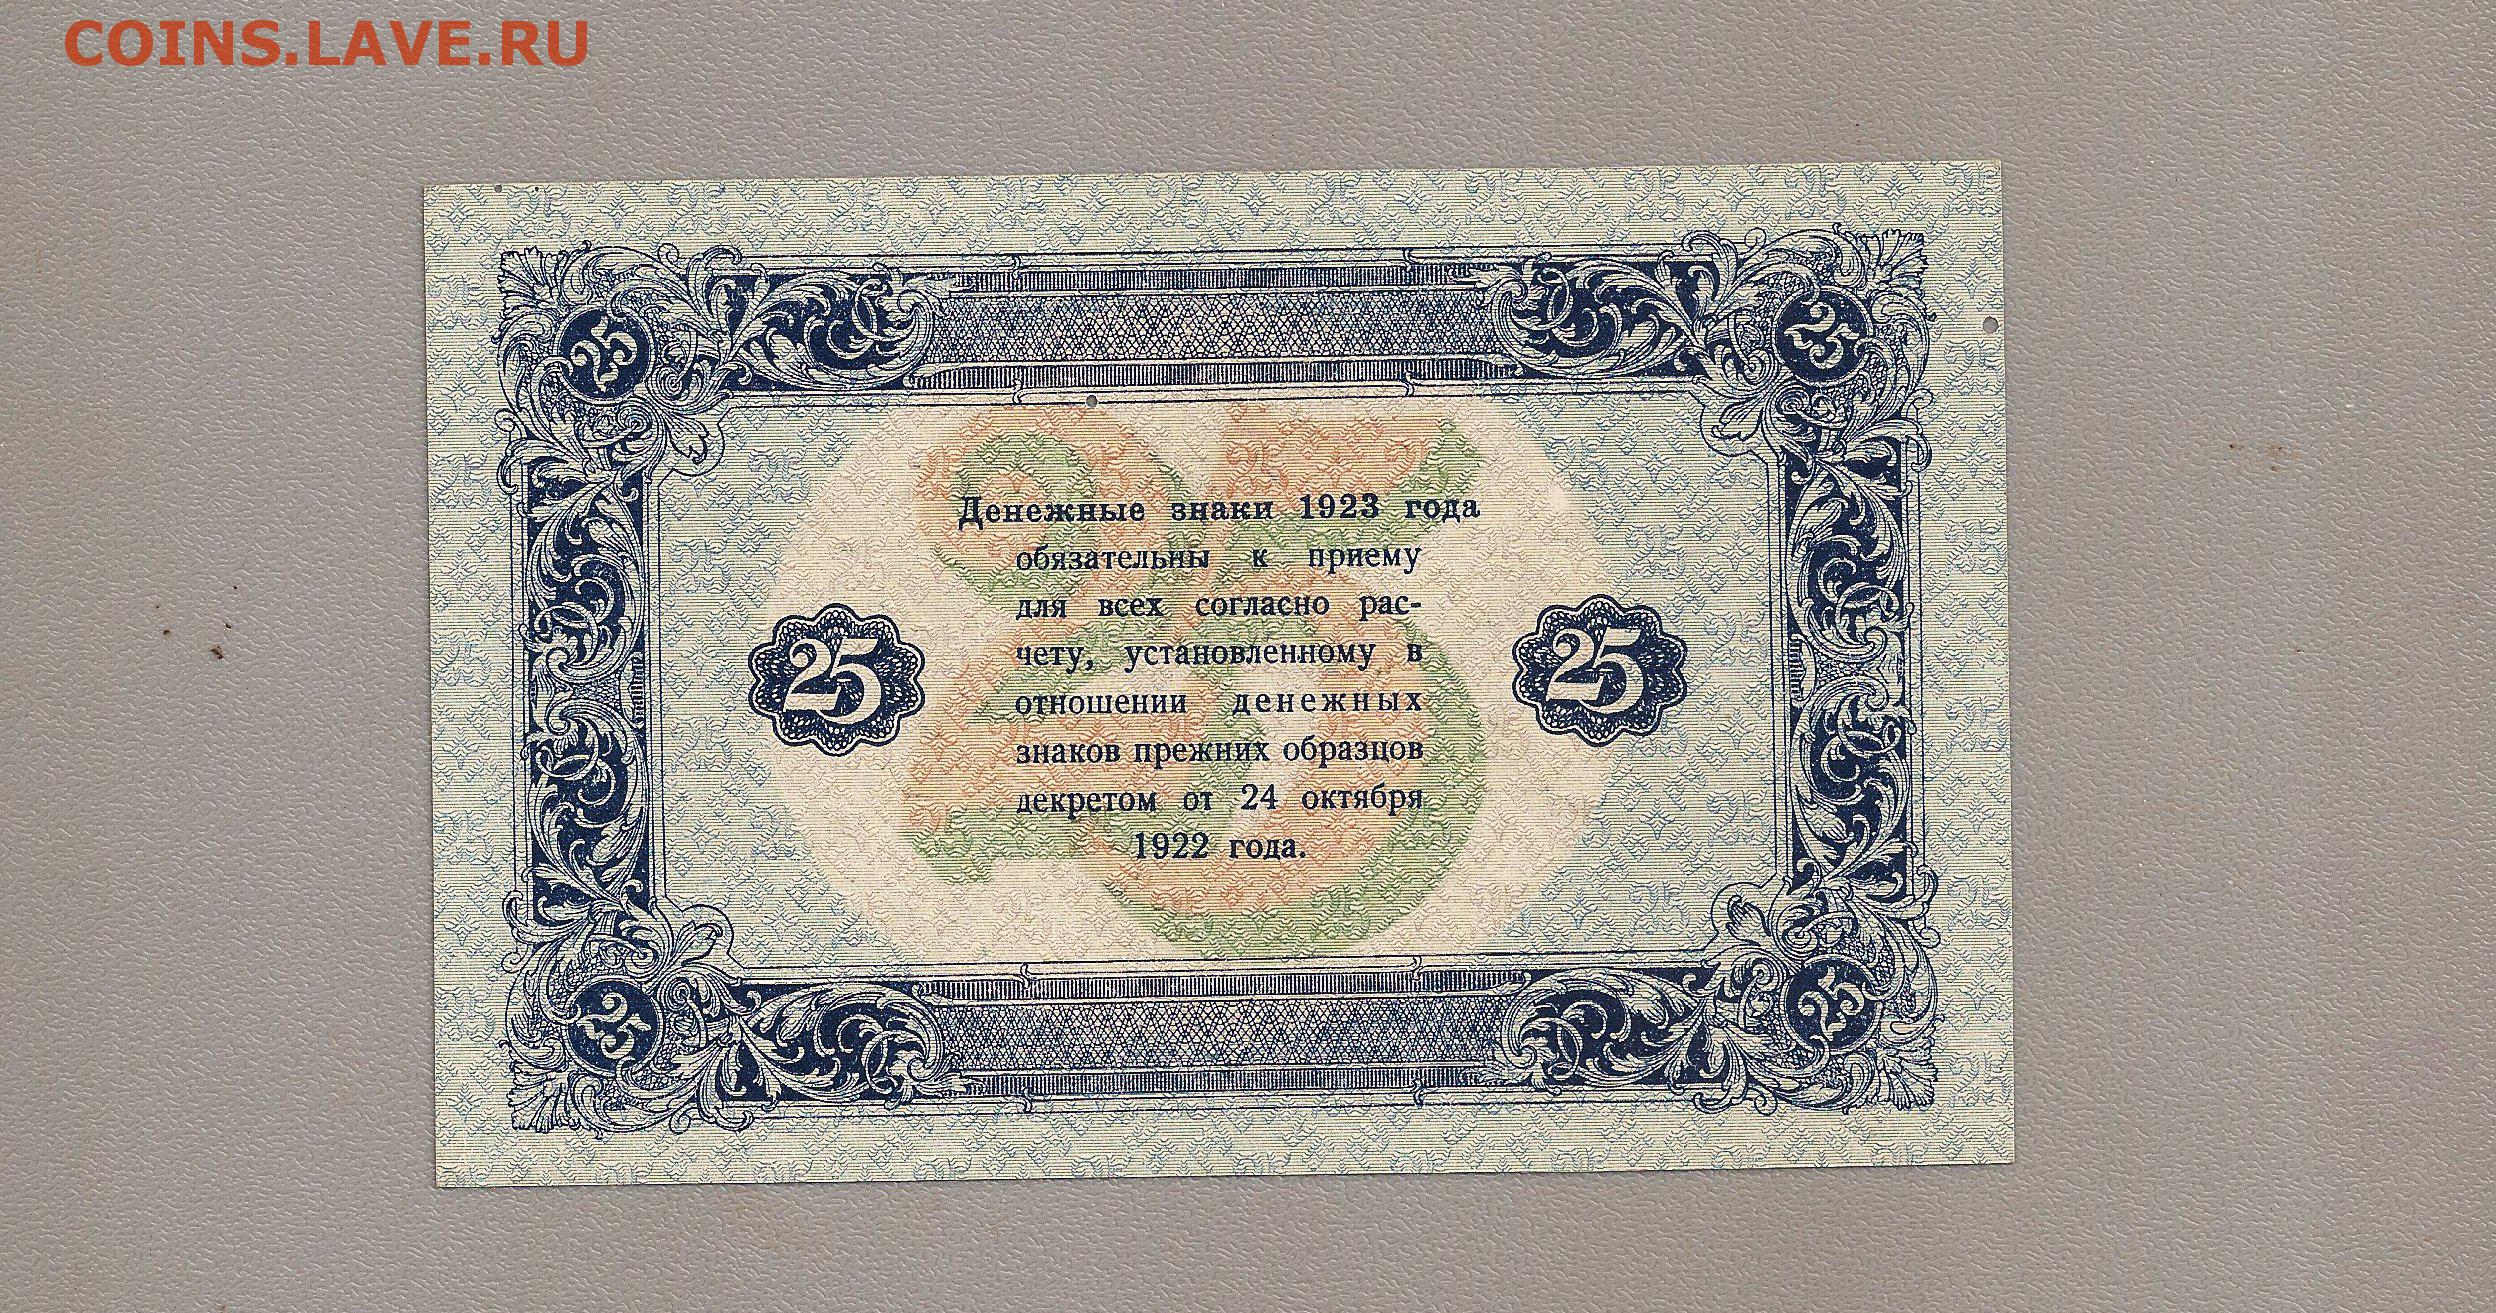 COINS.LAVE.RU
25 25
Денежные знаки 1923 года
обязательны к приему
для всех согласно рас-
чету, установленному в
25 25
отношении денежных
знаков прежних образцов
декретом от 24 октября
1922 года.
25 25